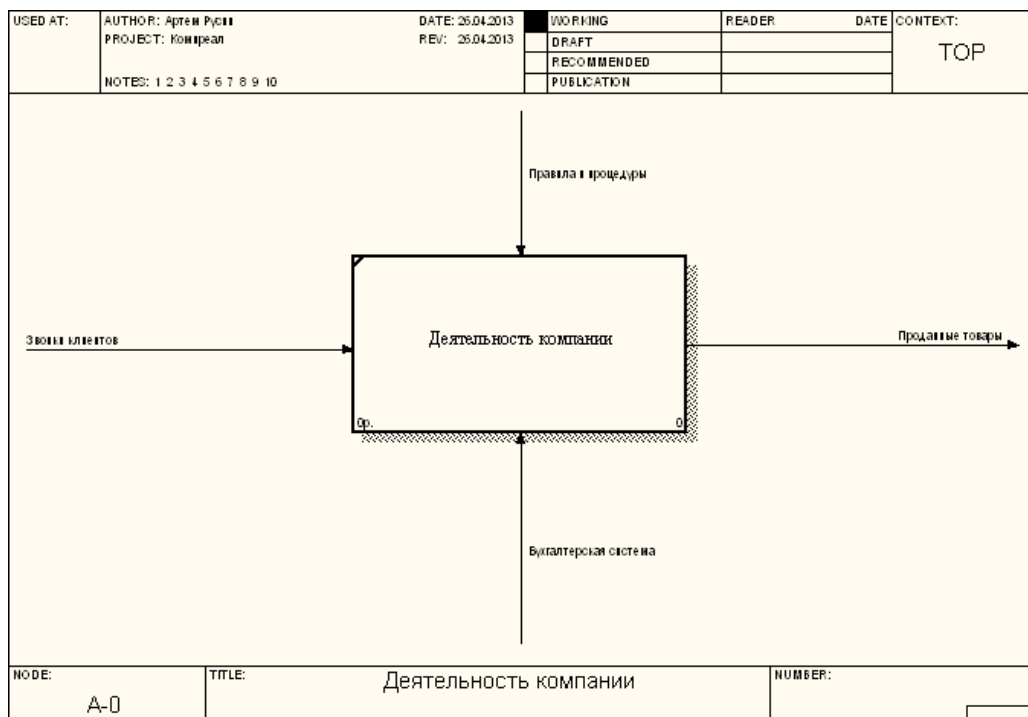 USED AT:
AUTHOR: Артем Русин
DATE: 26.04.2013
PROJECT: Компреал
REV: 26.04.2013
NOTES: 1 2 3 4 5 6 7 8 9 10
WORKING
DRAFT
RECOMMENDED
PUBLICATION
READER
DATE
CONTEXT:
TOP
Правила и процедуры
Звонки клиентов
Деятельность компании
Проданные товары
0р.
0
Бухгалтерская система
NODE:
A-0
TITLE:
Деятельность компании
NUMBER: